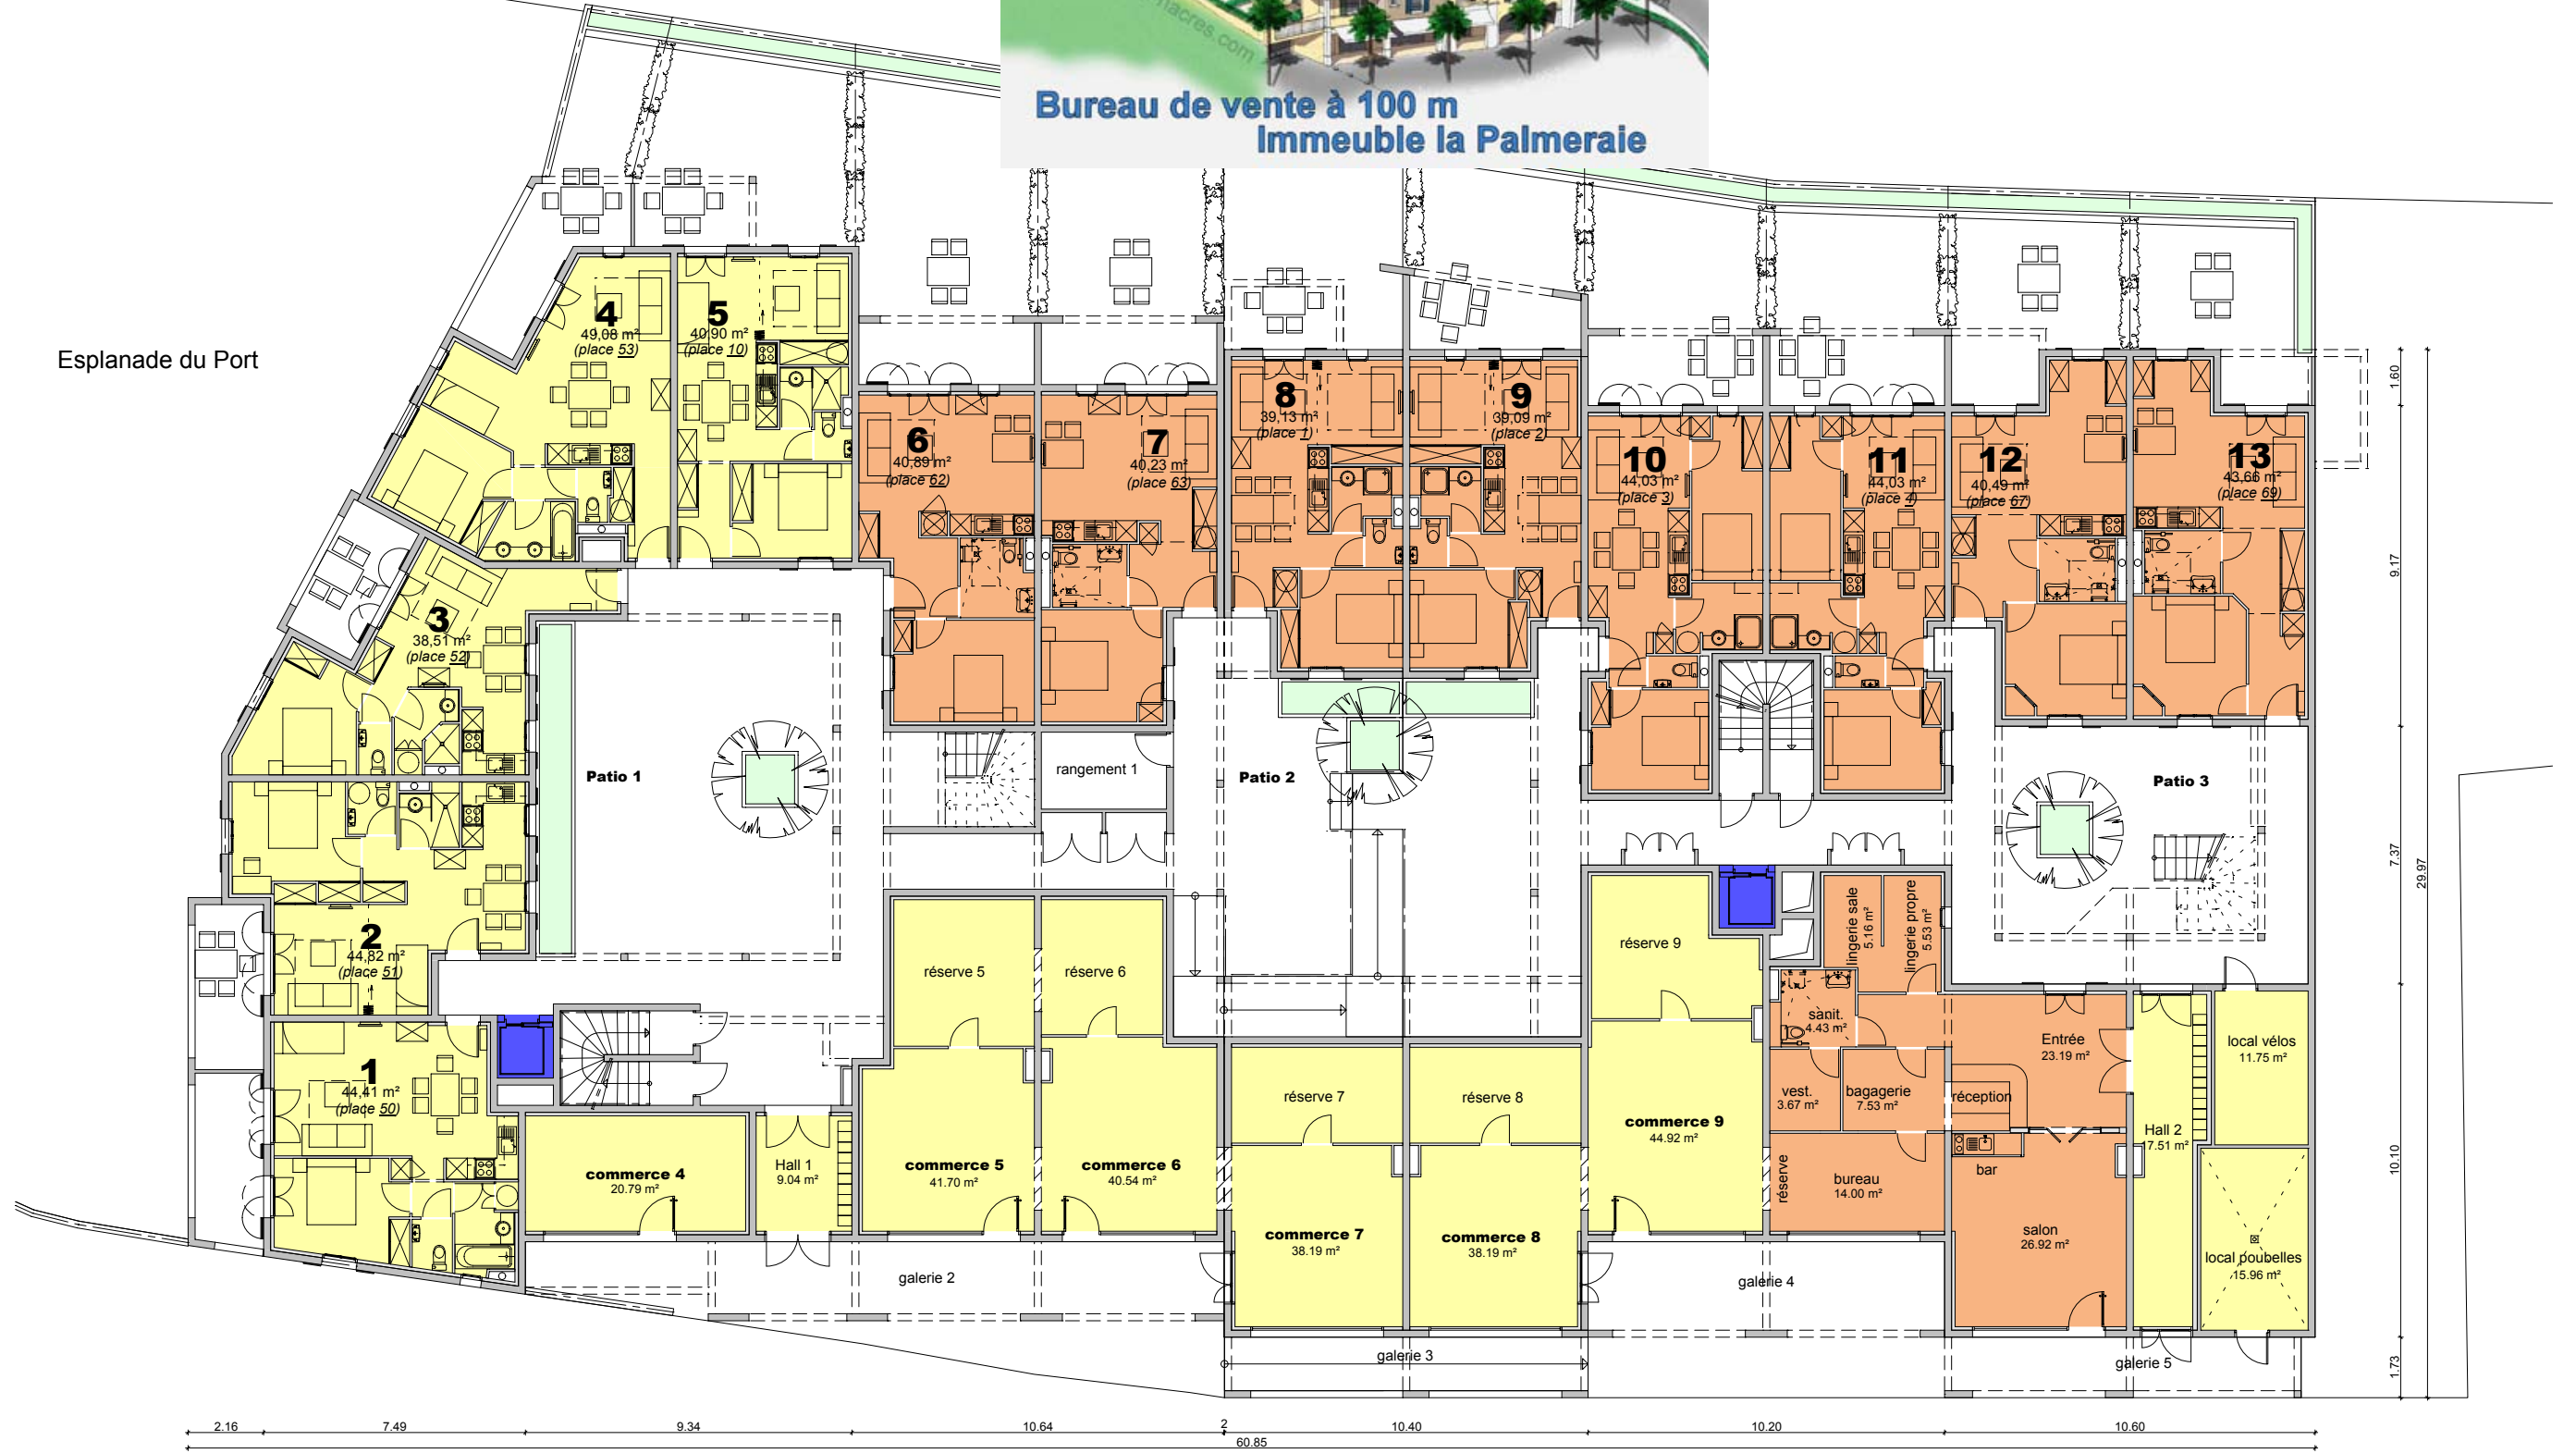 macres.com
Bureau de vente à 100 m
Immeuble la Palmeraie
Esplanade du Port
4
49,08 m²
(place 53)
5
40,90 m²
(place 10)
6
40,89 m²
(place 62)
7
40,23 m²
(place 63)
8
39,13 m²
(place 1)
9
39,09 m²
(place 2)
10
44,03 m²
(place 3)
11
44,03 m²
(place 4)
12
40,49 m²
(place 67)
13
43,66 m²
(place 69)
3
38,51 m²
(place 52)
2
44,82 m²
(place 51)
1
44,41 m²
(place 50)
Patio 1
rangement 1
Patio 2
Patio 3
réserve 5
réserve 6
réserve 9
lingerie sale
5.16 m²
lingerie propre
5.53 m²
sanit.
4.43 m²
Entrée
23.19 m²
local vélos
11.75 m²
réserve 7
réserve 8
vest.
3.67 m²
bagagerie
7.53 m²
réception
commerce 9
44.92 m²
Hall 2
17.51 m²
commerce 4
20.79 m²
Hall 1
9.04 m²
commerce 5
41.70 m²
commerce 6
40.54 m²
réserve
bureau
14.00 m²
bar
commerce 7
38.19 m²
commerce 8
38.19 m²
salon
26.92 m²
local poubelles
15.96 m²
galerie 2
galerie 4
galerie 3
galerie 5
1.60
9.17
7.37
29.97
10.10
1.73
2.16
7.49
9.34
10.64
2
10.40
10.20
10.60
60.85